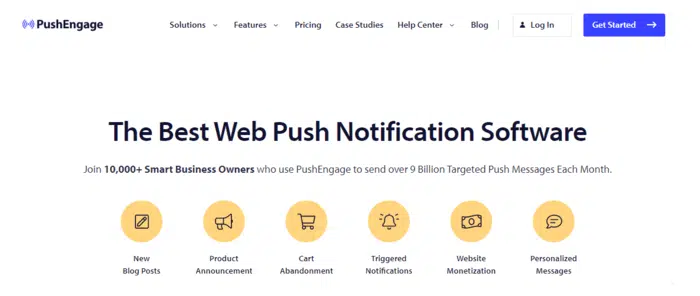 PushEngage Solutions Features Pricing Case Studies Help Center Blog Log In Get Started
The Best Web Push Notification Software
Join 10,000+ Smart Business Owners who use PushEngage to send over 9 Billion Targeted Push Messages Each Month.
New
Blog Posts
Product
Announcement
Cart
Abandonment
Triggered
Notifications
Website
Monetization
Personalized
Messages